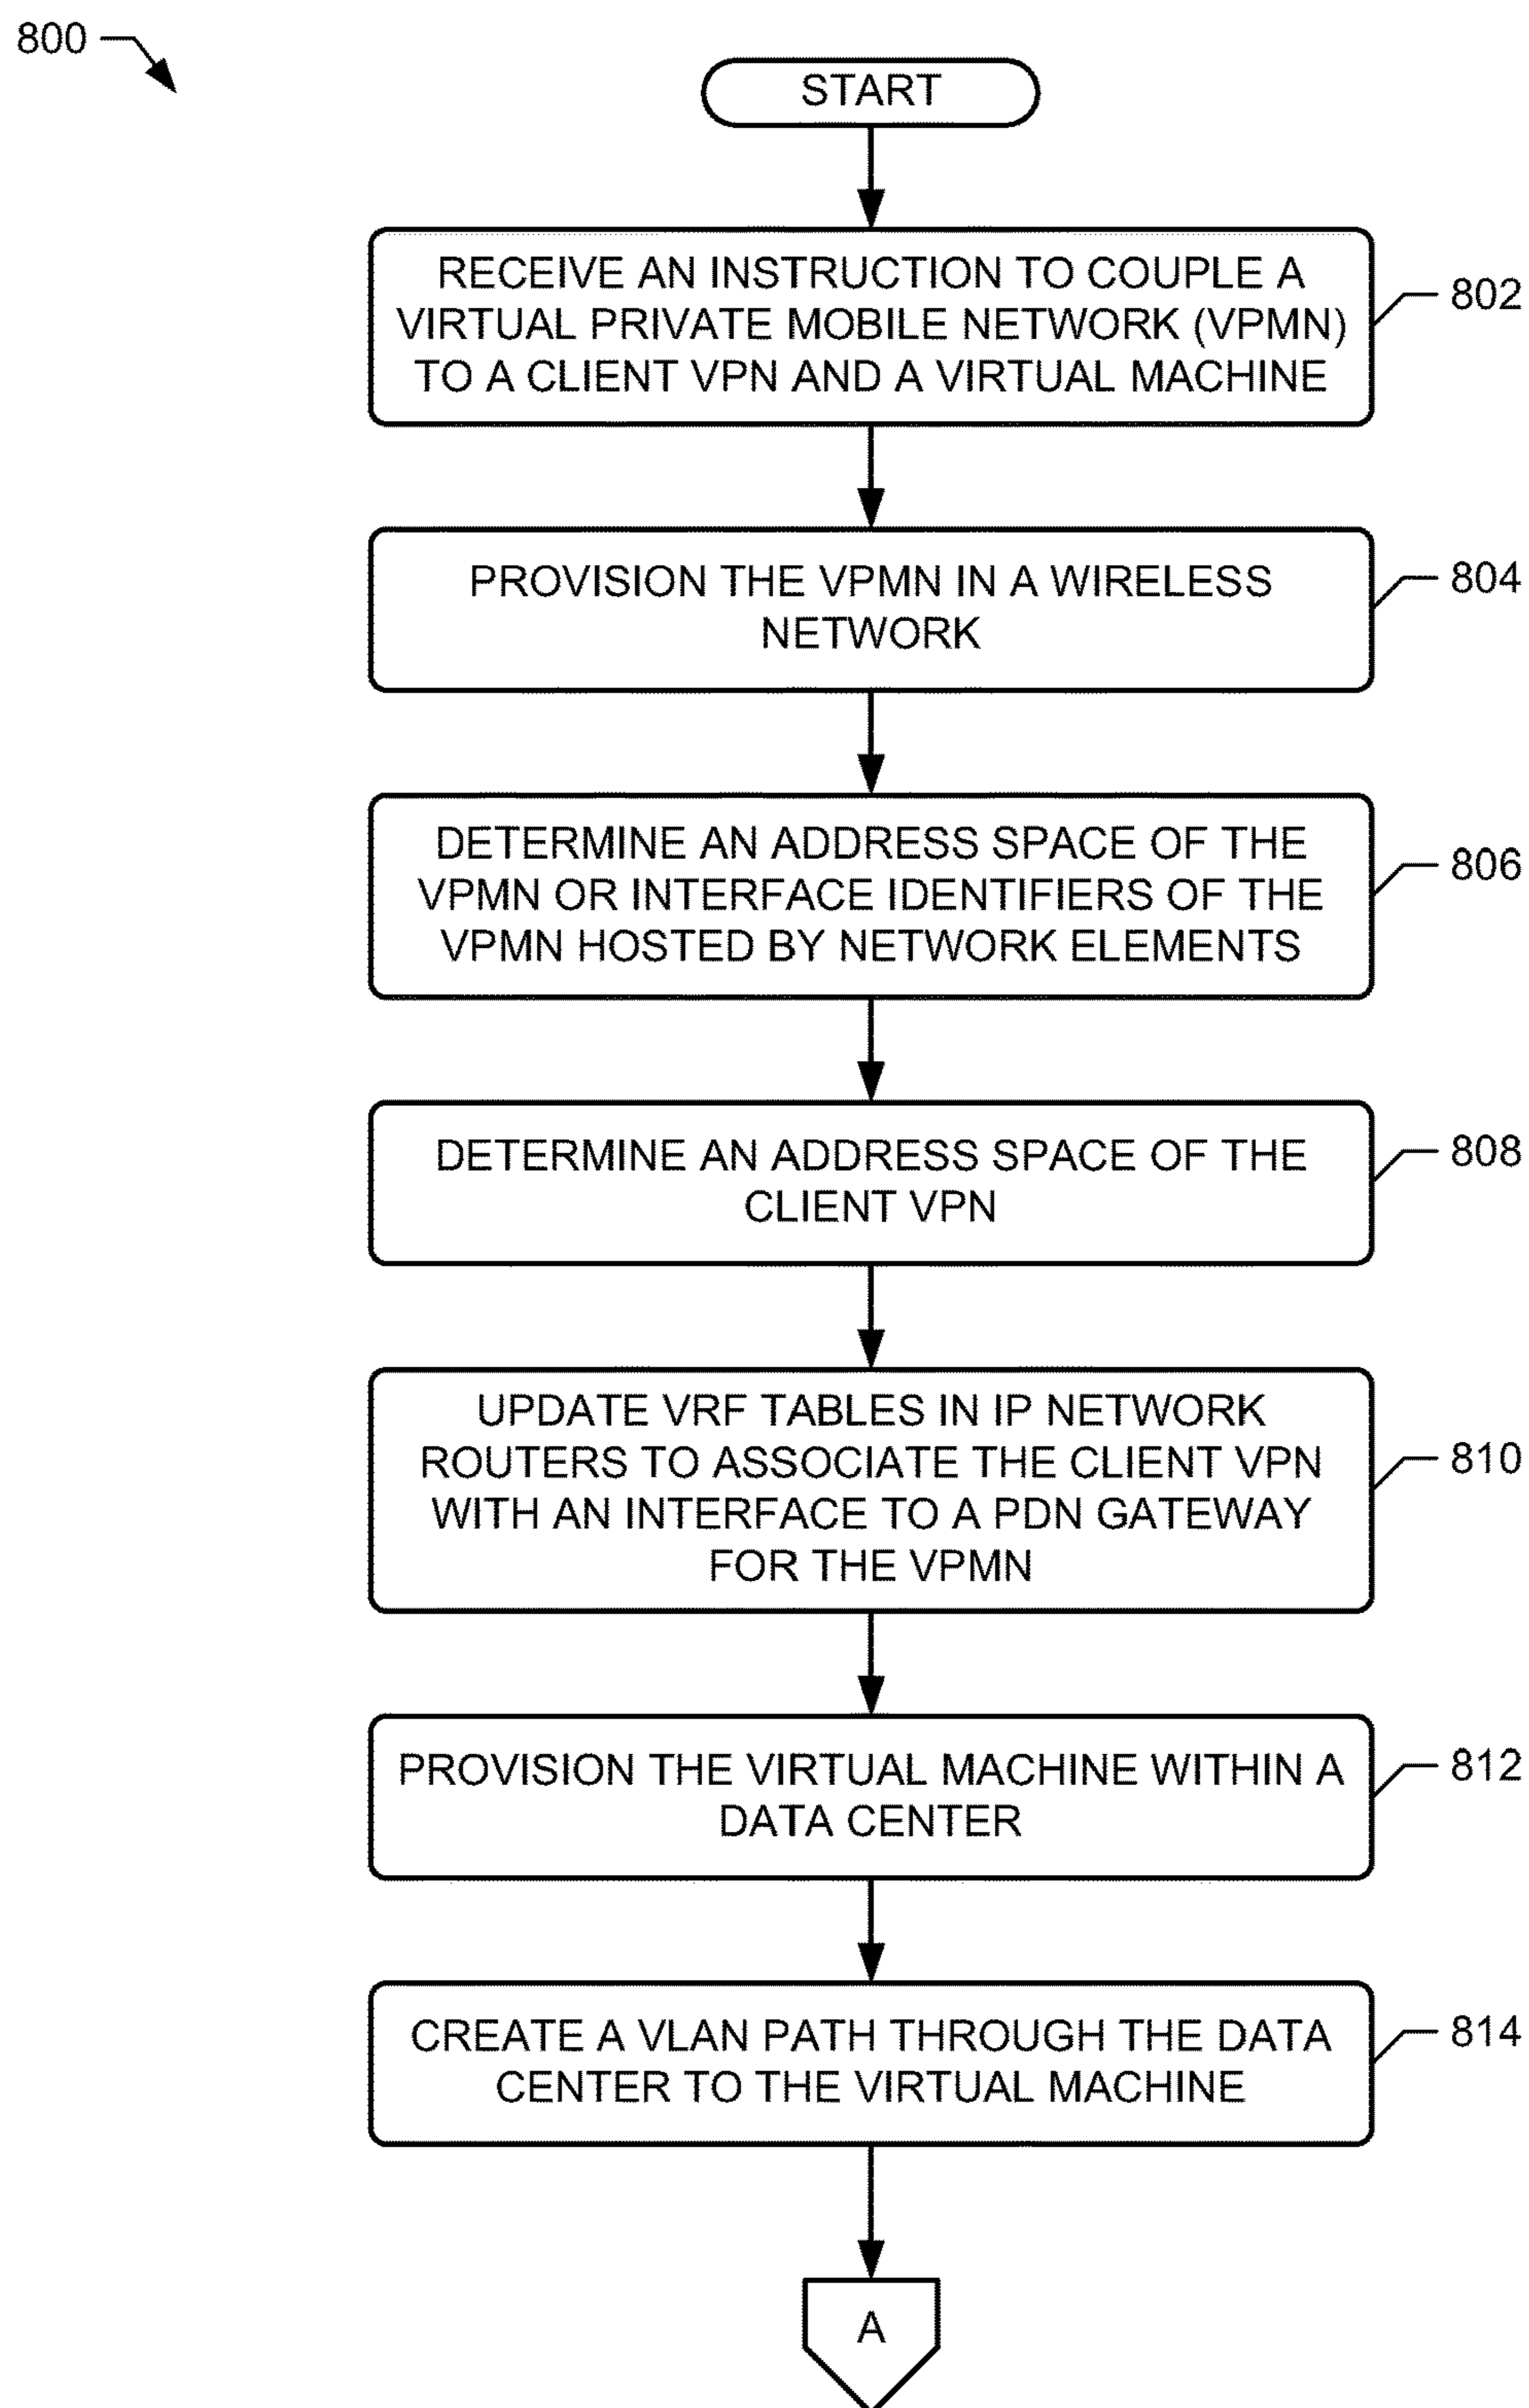 800
START
RECEIVE AN INSTRUCTION TO COUPLE A
VIRTUAL PRIVATE MOBILE NETWORK (VPMN)
TO A CLIENT VPN AND A VIRTUAL MACHINE
802
PROVISION THE VPMN IN A WIRELESS
NETWORK
804
DETERMINE AN ADDRESS SPACE OF THE
VPMN OR INTERFACE IDENTIFIERS OF THE
VPMN HOSTED BY NETWORK ELEMENTS
806
DETERMINE AN ADDRESS SPACE OF THE
CLIENT VPN
808
UPDATE VRF TABLES IN IP NETWORK
ROUTERS TO ASSOCIATE THE CLIENT VPN
WITH AN INTERFACE TO A PDN GATEWAY
FOR THE VPMN
810
PROVISION THE VIRTUAL MACHINE WITHIN A
DATA CENTER
812
CREATE A VLAN PATH THROUGH THE DATA
CENTER TO THE VIRTUAL MACHINE
814
A